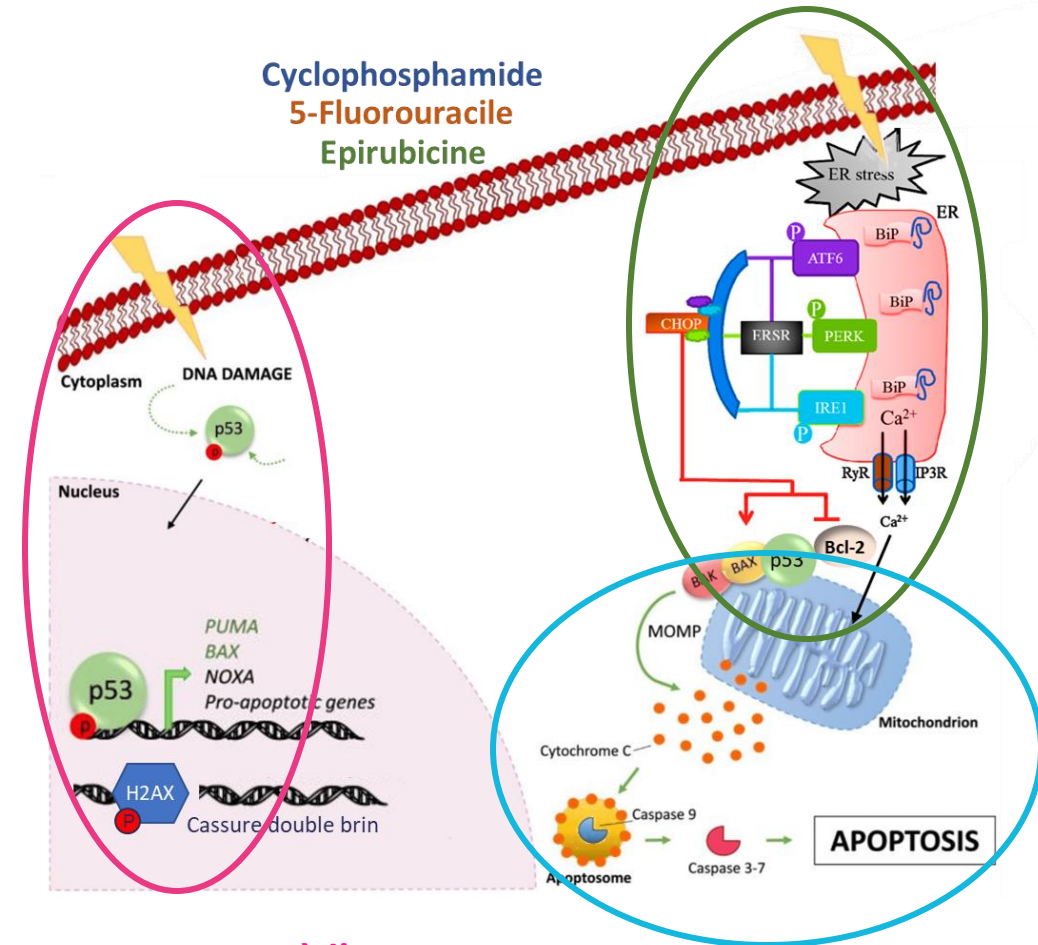 Cyclophosphamide
5-Fluorouracile
Epirubicine
ER stress
ER
BiP
P
ATF6
BiP
P
CHOP
ERSR
PERK
BiP
IRE1
P
Ca²⁺
RyR
IP3R
Ca²⁺
Cytoplasm
DNA DAMAGE
p53
P
Nucleus
BAK
BAX
p53
Bcl-2
MOMP
PUMA
BAX
NOXA
Pro-apoptotic genes
p53
P
Mitochondrion
Cytochrome C
H2AX
P
Cassure double brin
Caspase 9
Apoptosome
Caspase 3-7
APOPTOSIS